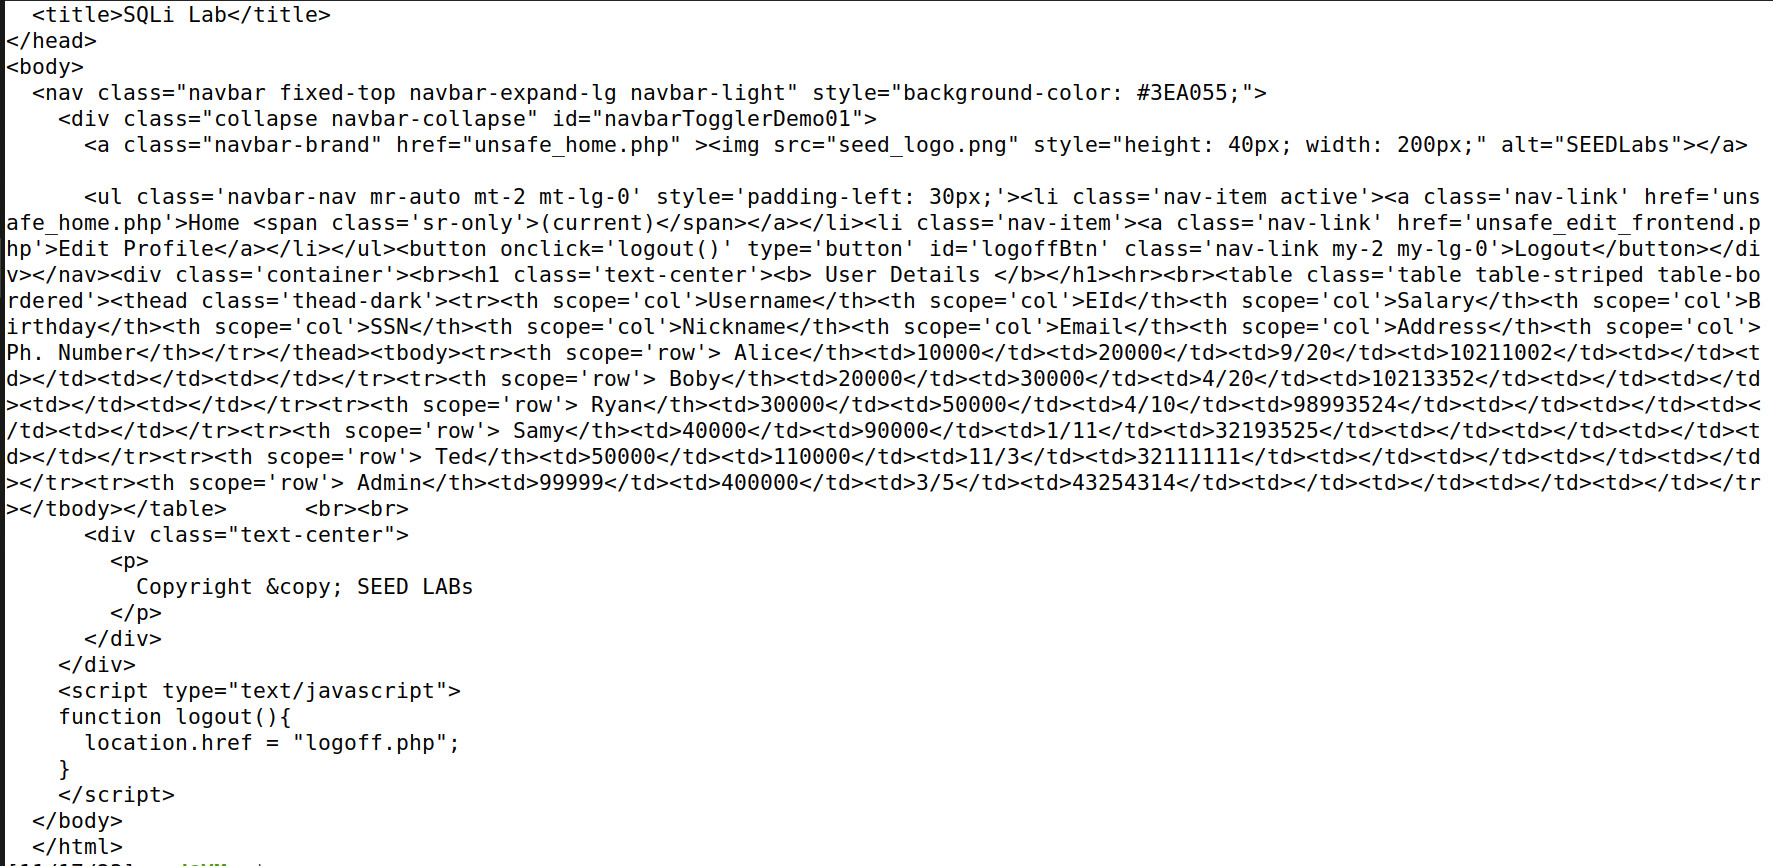 <title>SQLi Lab</title>
</head>
<body>
  <nav class="navbar fixed-top navbar-expand-lg navbar-light" style="background-color: #3EA055;">
    <div class="collapse navbar-collapse" id="navbarTogglerDemo01">
      <a class="navbar-brand" href="unsafe_home.php" ><img src="seed_logo.png" style="height: 40px; width: 200px;" alt="SEEDLabs"></a>

      <ul class='navbar-nav mr-auto mt-2 mt-lg-0' style='padding-left: 30px;'><li class='nav-item active'><a class='nav-link' href='uns
afe_home.php'>Home <span class='sr-only'>(current)</span></a></li><li class='nav-item'><a class='nav-link' href='unsafe_edit_frontend.p
hp'>Edit Profile</a></li></ul><button onclick='logout()' type='button' id='logoffBtn' class='nav-link my-2 my-lg-0'>Logout</button></di
v></nav><div class='container'><br><h1 class='text-center'><b> User Details </b></h1><hr><br><table class='table table-striped table-bo
rdered'><thead class='thead-dark'><tr><th scope='col'>Username</th><th scope='col'>EId</th><th scope='col'>Salary</th><th scope='col'>B
irthday</th><th scope='col'>SSN</th><th scope='col'>Nickname</th><th scope='col'>Email</th><th scope='col'>Address</th><th scope='col'>
Ph. Number</th></tr></thead><tbody><tr><th scope='row'> Alice</th><td>10000</td><td>20000</td><td>9/20</td><td>10211002</td><td></td><t
d></td><td></td><td></td></tr><tr><th scope='row'> Boby</th><td>20000</td><td>30000</td><td>4/20</td><td>10213352</td><td></td><td></td
><td></td><td></td></tr><tr><th scope='row'> Ryan</th><td>30000</td><td>50000</td><td>4/10</td><td>98993524</td><td></td><td></td><td><
/td><td></td></tr><tr><th scope='row'> Samy</th><td>40000</td><td>90000</td><td>1/11</td><td>32193525</td><td></td><td></td><td></td><t
d></td></tr><tr><th scope='row'> Ted</th><td>50000</td><td>110000</td><td>11/3</td><td>32111111</td><td></td><td></td><td></td><td></td
></tr><tr><th scope='row'> Admin</th><td>99999</td><td>400000</td><td>3/5</td><td>43254314</td><td></td><td></td><td></td><td></td></tr
></tbody></table>      <br><br>
      <div class="text-center">
        <p>
          Copyright &copy; SEED LABs
        </p>
      </div>
    </div>
    <script type="text/javascript">
    function logout(){
      location.href = "logoff.php";
    }
    </script>
  </body>
  </html>